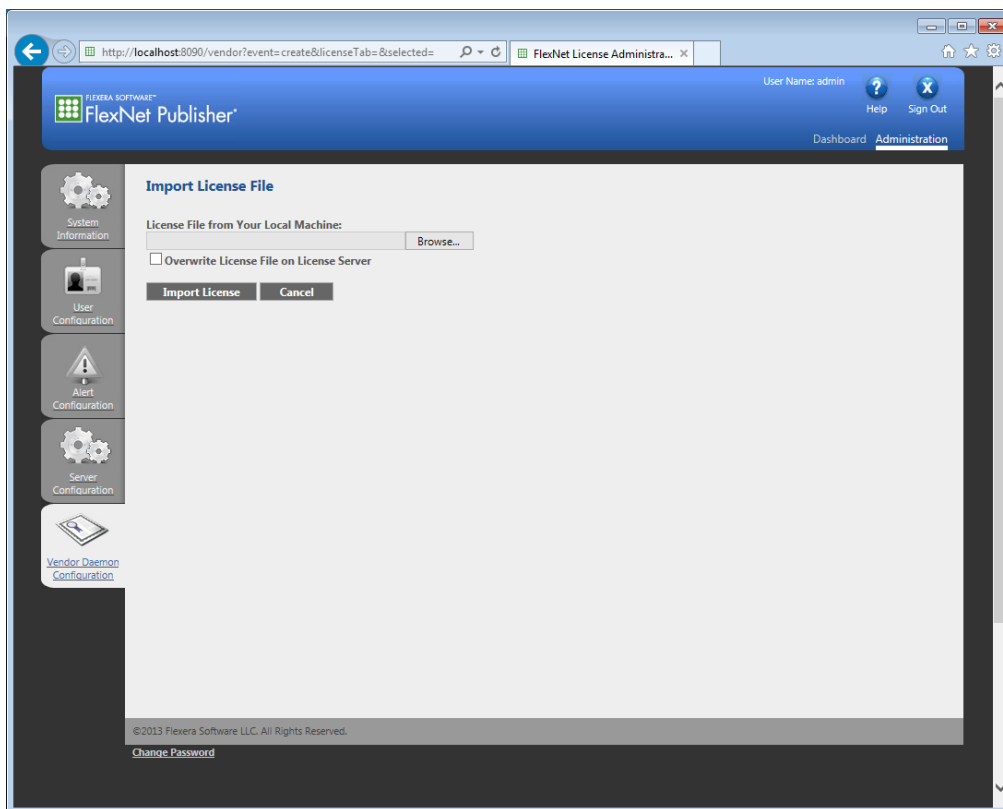 http://localhost:8090/vendor?event=create&licenseTab=&selected=
FlexNet License Administra...
User Name: admin
FLEXERA SOFTWARE™
FlexNet Publisher®
Help
Sign Out
Dashboard
Administration
System
Information
User
Configuration
Alert
Configuration
Server
Configuration
Vendor Daemon
Configuration
Import License File
License File from Your Local Machine:
Browse...
Overwrite License File on License Server
Import License
Cancel
©2013 Flexera Software LLC. All Rights Reserved.
Change Password